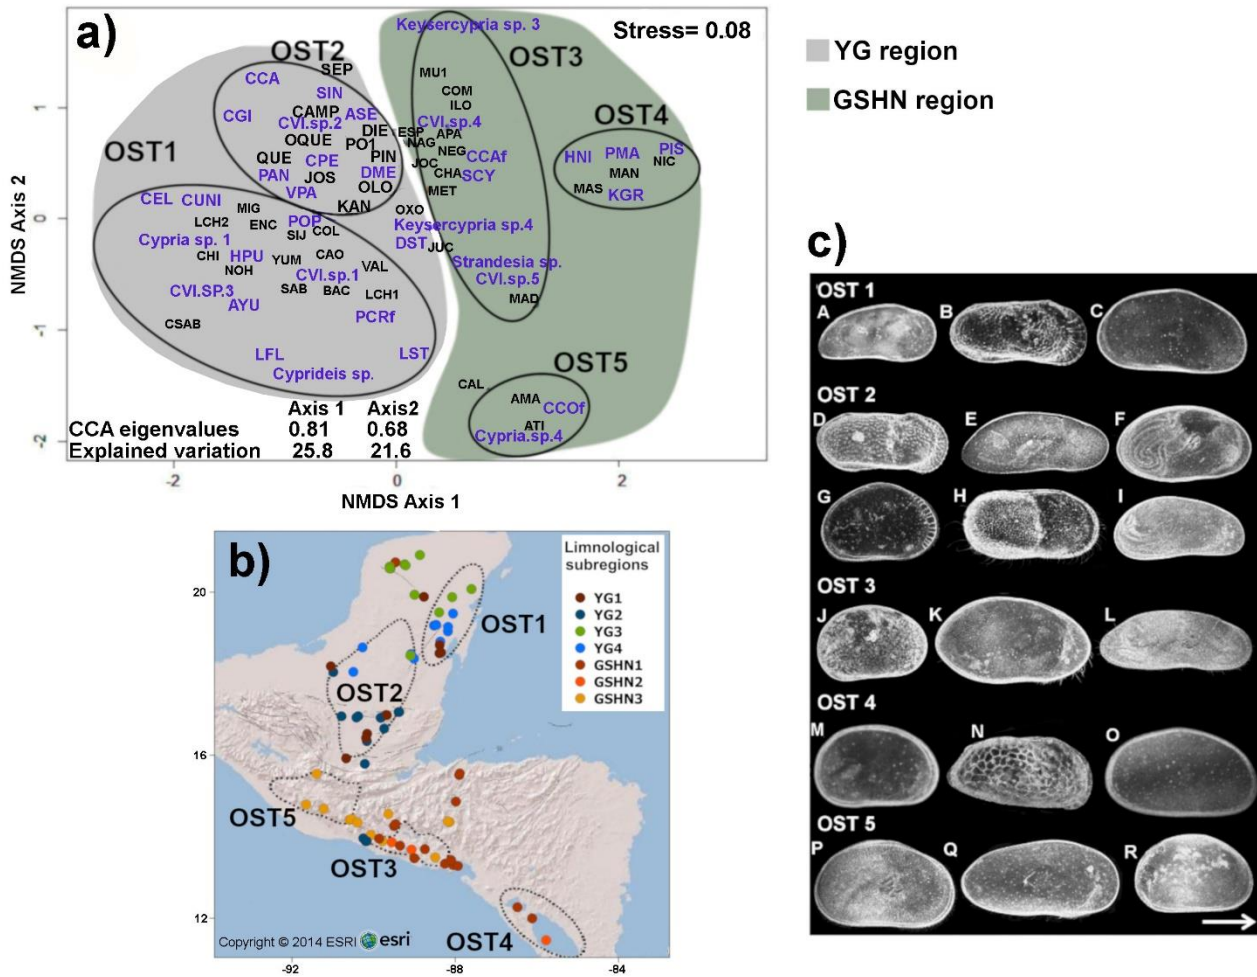 a)
Stress= 0.08
YG region
GSHN region
OST2
OST3
OST1
OST4
OST5
Keysercypria sp. 3
SEP
CCA
SIN
MU1
COM
ILO
CGI
CAMP
ASE
CVI.sp.2
CVI.sp.4
DIE
ESP
APA
OQUE
PO1
NAG
NEG
QUE
PIN
CPE
JOC
CCAf
HNI
PMA
PIS
NIC
PAN
JOS
DME
CHA
SCY
MAN
VPA
OLO
MET
MAS
KGR
CEL
CUNI
MIG
KAN
OXO
LCH2
ENC
POP
COL
Keysercypria sp.4
Cypria sp. 1
SIJ
DST
JUC
CHI
HPU
YUM
CAO
Strandesia sp.
NOH
CVI.sp.1
VAL
CVI.sp.5
CVI.SP.3
SAB
BAC
LCH1
MAD
AYU
PCRf
CSAB
LFL
LST
Cyprideis sp.
CAL
AMA
CCOf
ATI
Cypria.sp.4
Axis 1 Axis2
CCA eigenvalues 0.81 0.68
Explained variation 25.8 21.6
NMDS Axis 2
1
0
-1
-2
-2 0 2
NMDS Axis 1
b)
Limnological
subregions
YG1
YG2
YG3
YG4
GSHN1
GSHN2
GSHN3
OST1
OST2
OST5
OST3
OST4
20
16
12
-92 -88 -84
Copyright © 2014 ESRI esri
c)
OST 1
A B C
OST 2
D E F
G H I
OST 3
J K L
OST 4
M N O
OST 5
P Q R